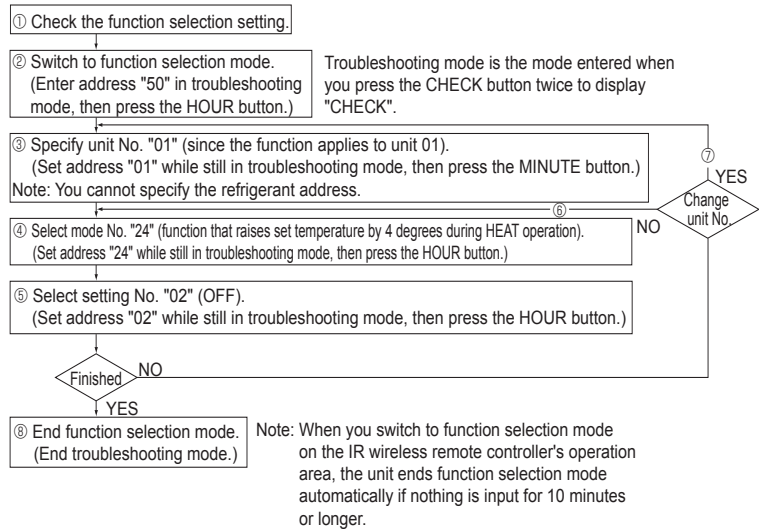 ① Check the function selection setting.
② Switch to function selection mode.
(Enter address "50" in troubleshooting
mode, then press the HOUR button.)
Troubleshooting mode is the mode entered when
you press the CHECK button twice to display
"CHECK".
③ Specify unit No. "01" (since the function applies to unit 01).
(Set address "01" while still in troubleshooting mode, then press the MINUTE button.)
Note: You cannot specify the refrigerant address.
⑦
YES
Change
unit No.
NO
⑥
④ Select mode No. "24" (function that raises set temperature by 4 degrees during HEAT operation).
(Set address "24" while still in troubleshooting mode, then press the HOUR button.)
⑤ Select setting No. "02" (OFF).
(Set address "02" while still in troubleshooting mode, then press the HOUR button.)
Finished
NO
YES
⑧ End function selection mode.
(End troubleshooting mode.)
Note: When you switch to function selection mode
on the IR wireless remote controller's operation
area, the unit ends function selection mode
automatically if nothing is input for 10 minutes
or longer.